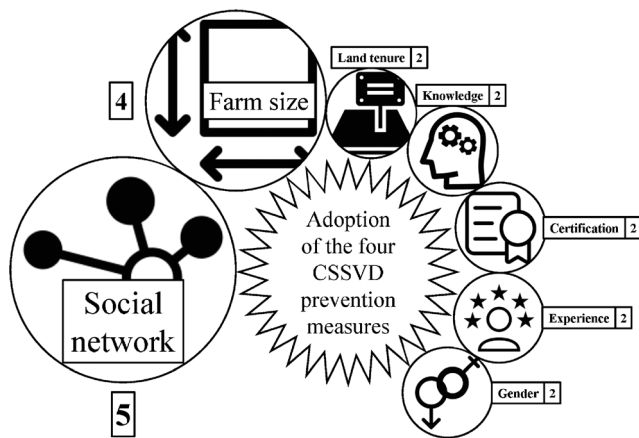 4
Farm size
Land tenure 2
Knowledge 2
Certification 2
Experience 2
Gender 2
Social
network
5
Adoption
of the four
CSSVD
prevention
measures